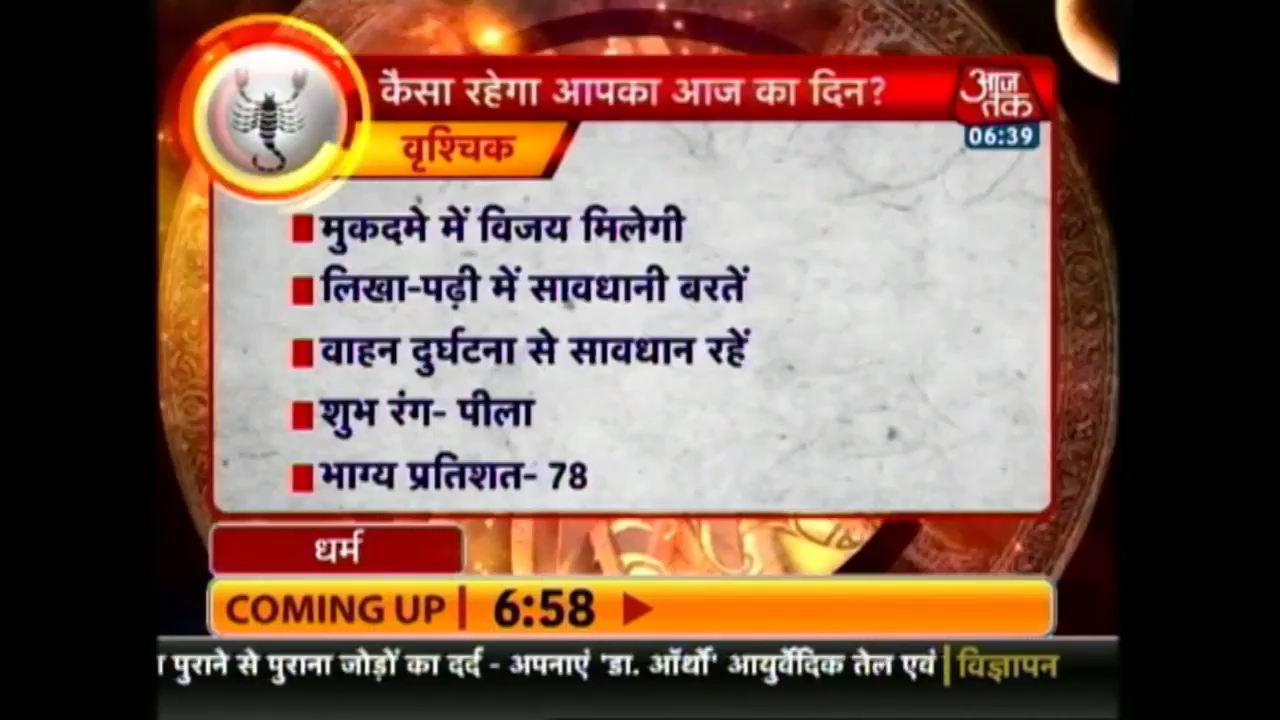 कैसा रहेगा आपका आज का दिन?
आज
तक
06:39
वृश्चिक
मुकदमे में विजय मिलेगी
लिखा-पढ़ी में सावधानी बरतें
वाहन दुर्घटना से सावधान रहें
शुभ रंग- पीला
भाग्य प्रतिशत- 78
धर्म
COMING UP 6:58
पुराने से पुराना जोड़ों का दर्द - अपनाएं 'डा. ऑर्थो' आयुर्वेदिक तेल एवं विज्ञापन